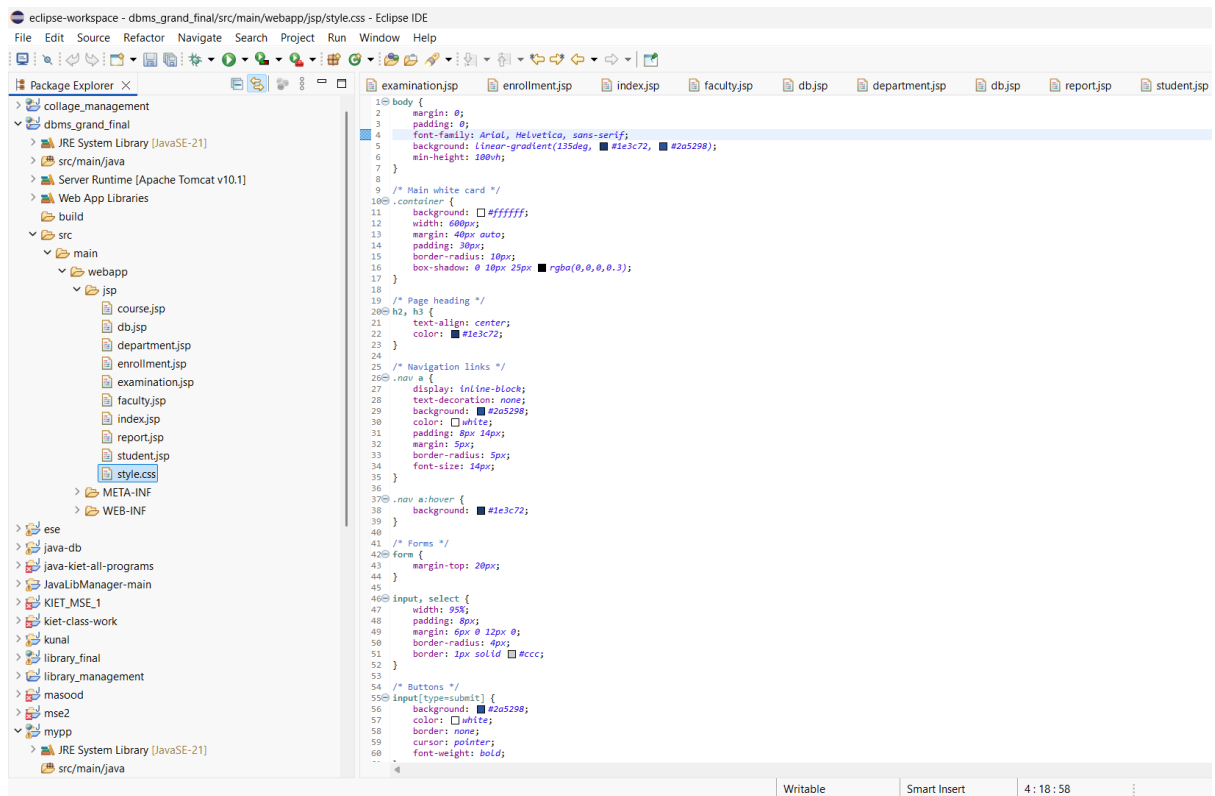 eclipse-workspace - dbms_grand_final/src/main/webapp/jsp/style.css - Eclipse IDE
File Edit Source Refactor Navigate Search Project Run Window Help
Package Explorer
collage_management
dbms_grand_final
JRE System Library [JavaSE-21]
src/main/java
Server Runtime [Apache Tomcat v10.1]
Web App Libraries
build
src
main
webapp
jsp
course.jsp
db.jsp
department.jsp
enrollment.jsp
examination.jsp
faculty.jsp
index.jsp
report.jsp
student.jsp
style.css
META-INF
WEB-INF
ese
java-db
java-kiet-all-programs
JavaLibManager-main
KIET_MSE_1
kiet-class-work
kunal
library_final
library_management
masood
mse2
mypp
JRE System Library [JavaSE-21]
src/main/java
examination.jsp enrollment.jsp index.jsp faculty.jsp db.jsp department.jsp db.jsp report.jsp student.jsp
1 body {
2 margin: 0;
3 padding: 0;
4 font-family: Arial, Helvetica, sans-serif;
5 background: linear-gradient(135deg, #1e3c72, #2a5298);
6 min-height: 100vh;
7 }
8
9 /* Main white card */
10 .container {
11 background: #ffffff;
12 width: 600px;
13 margin: 40px auto;
14 padding: 30px;
15 border-radius: 10px;
16 box-shadow: 0 10px 25px rgba(0,0,0,0.3);
17 }
18
19 /* Page heading */
20 h2, h3 {
21 text-align: center;
22 color: #1e3c72;
23 }
24
25 /* Navigation links */
26 .nav a {
27 display: inline-block;
28 text-decoration: none;
29 background: #2a5298;
30 color: white;
31 padding: 8px 14px;
32 margin: 5px;
33 border-radius: 5px;
34 font-size: 14px;
35 }
36
37 .nav a:hover {
38 background: #1e3c72;
39 }
40
41 /* Forms */
42 form {
43 margin-top: 20px;
44 }
45
46 input, select {
47 width: 95%;
48 padding: 8px;
49 margin: 6px 0 12px 0;
50 border-radius: 4px;
51 border: 1px solid #ccc;
52 }
53
54 /* Buttons */
55 input[type=submit] {
56 background: #2a5298;
57 color: white;
58 border: none;
59 cursor: pointer;
60 font-weight: bold;
Writable Smart Insert 4 : 18 : 58